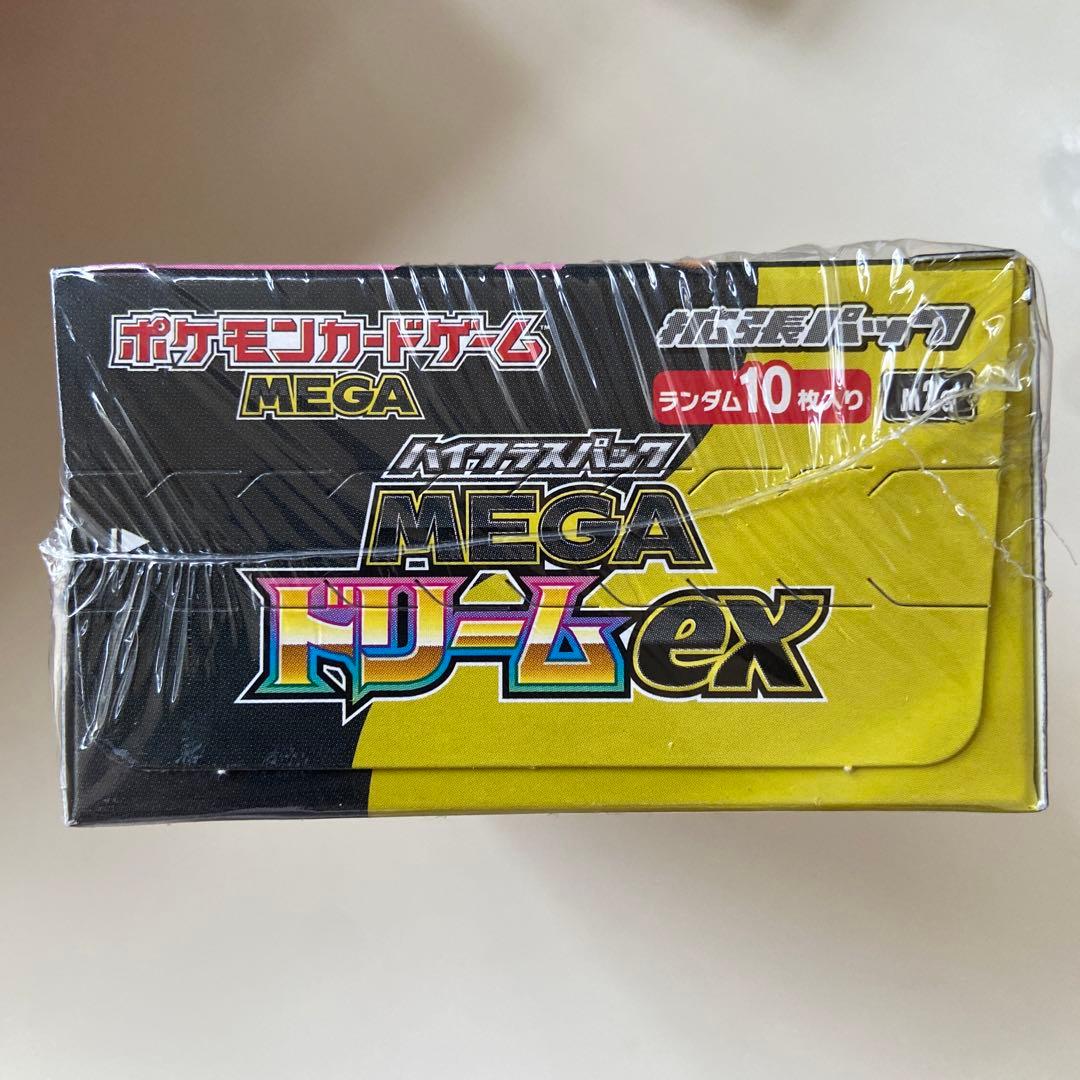 ポケモンカードゲーム
MEGA
拡張パック
ランダム10枚入り
m2a
ハイクラスパック
MEGA
ドリームex